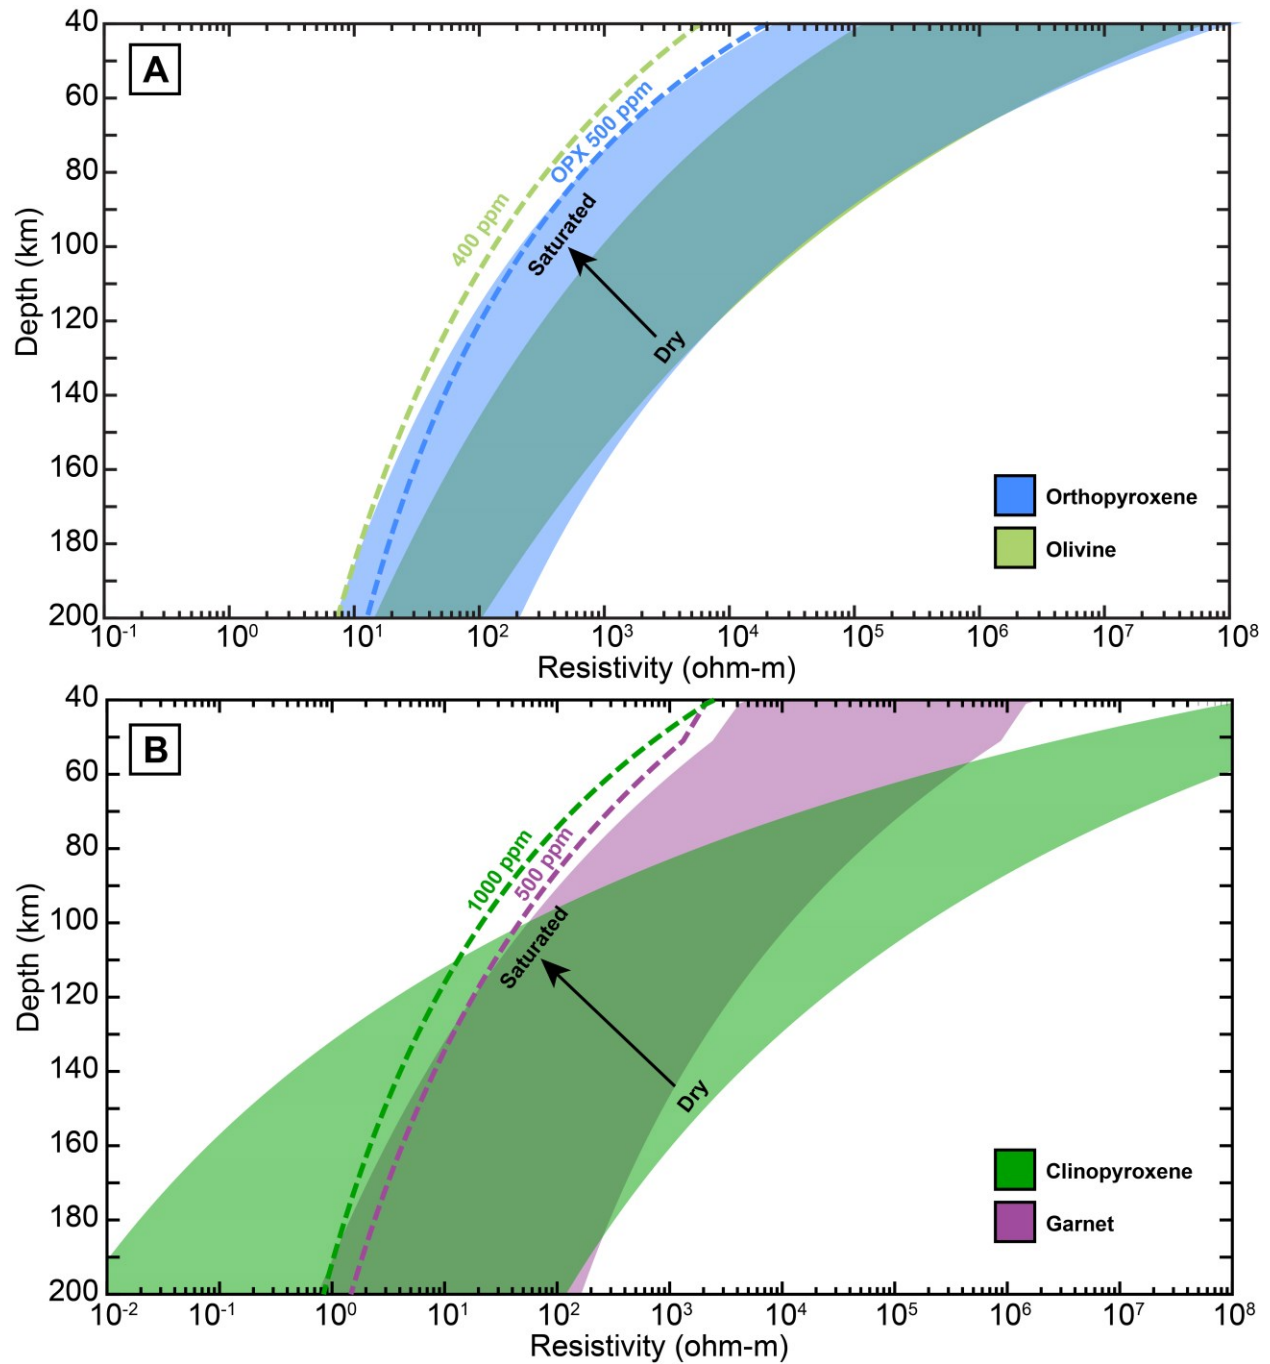 A
40
60
80
100
120
140
160
180
200
Depth (km)
400 ppm
OPX 500 ppm
Saturated
Dry
Orthopyroxene
Olivine
10⁻¹ 10⁰ 10¹ 10² 10³ 10⁴ 10⁵ 10⁶ 10⁷ 10⁸
Resistivity (ohm-m)
B
40
60
80
100
120
140
160
180
200
Depth (km)
1000 ppm
500 ppm
Saturated
Dry
Clinopyroxene
Garnet
10⁻² 10⁻¹ 10⁰ 10¹ 10² 10³ 10⁴ 10⁵ 10⁶ 10⁷ 10⁸
Resistivity (ohm-m)